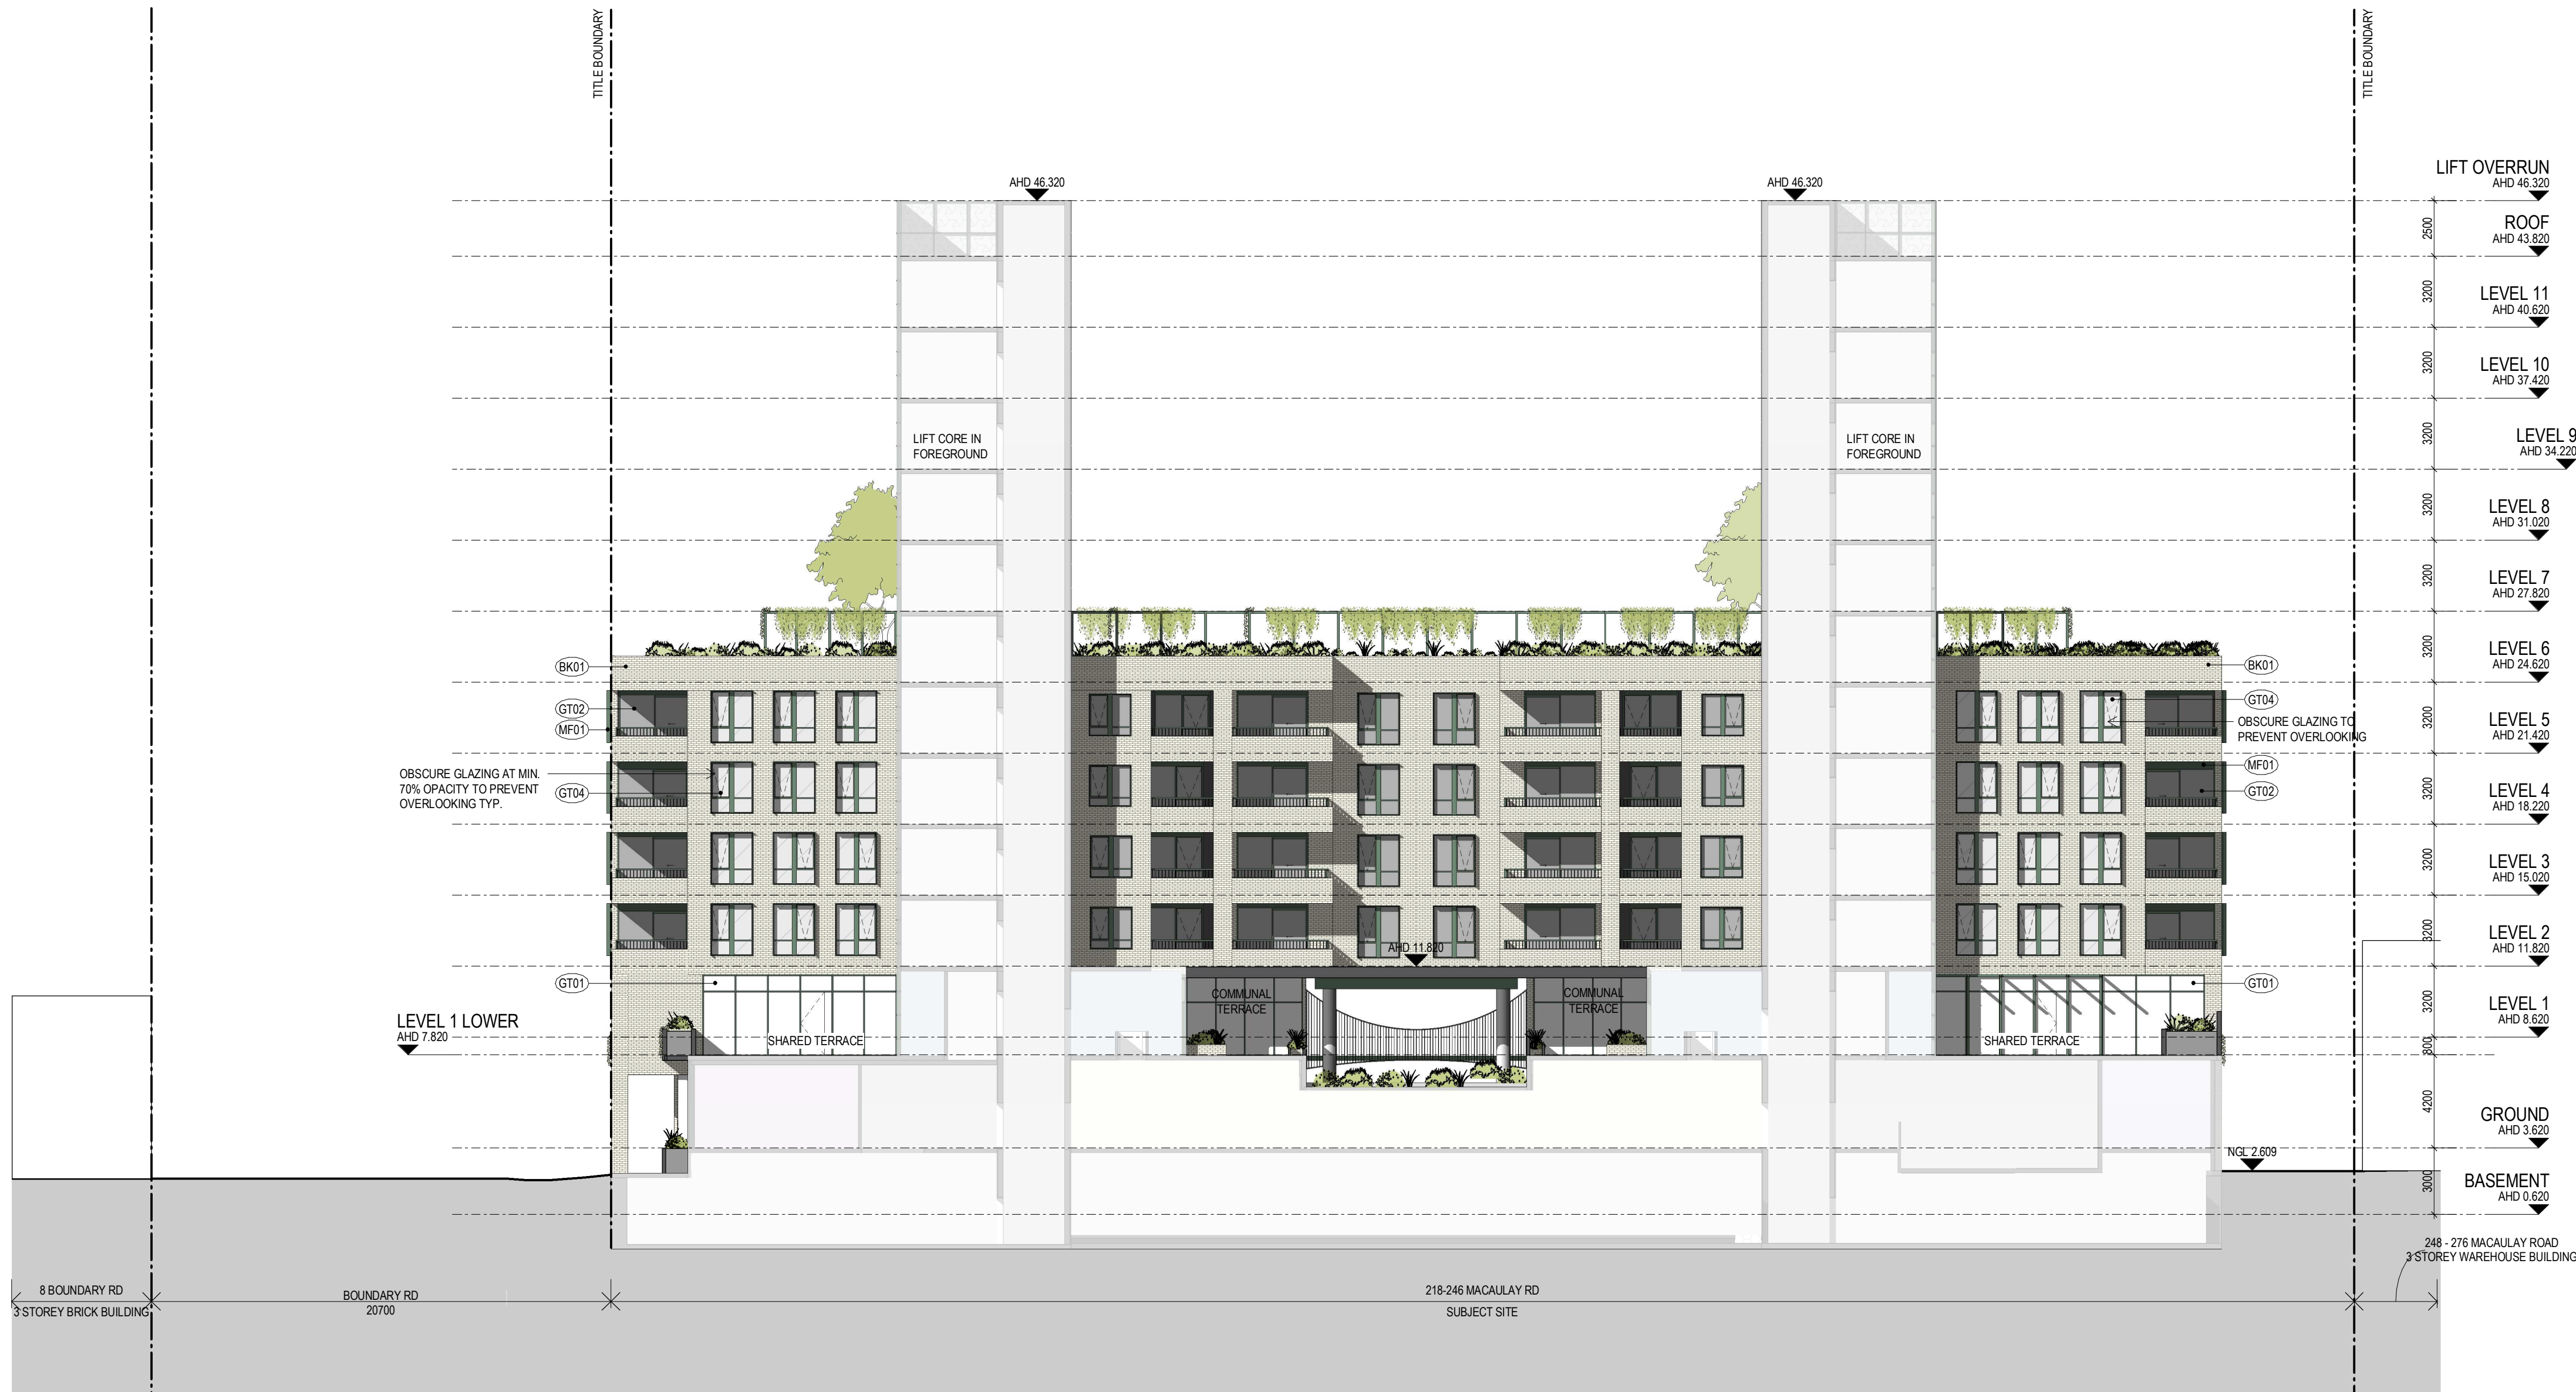 TITLE BOUNDARY
TITLE BOUNDARY
LIFT OVERRUN
AHD 46.320
AHD 46.320
AHD 46.320
2500
ROOF
AHD 43.820
3200
LEVEL 11
AHD 40.620
3200
LEVEL 10
AHD 37.420
3200
LEVEL 9
AHD 34.220
LIFT CORE IN
FOREGROUND
LIFT CORE IN
FOREGROUND
3200
LEVEL 8
AHD 31.020
3200
LEVEL 7
AHD 27.820
3200
LEVEL 6
AHD 24.620
BK01
BK01
GT02
MF01
GT04
OBSCURE GLAZING TO
PREVENT OVERLOOKING
3200
LEVEL 5
AHD 21.420
OBSCURE GLAZING AT MIN.
70% OPACITY TO PREVENT
OVERLOOKING TYP.
GT04
MF01
GT02
3200
LEVEL 4
AHD 18.220
3200
LEVEL 3
AHD 15.020
3200
LEVEL 2
AHD 11.820
AHD 11.820
GT01
GT01
COMMUNAL
TERRACE
COMMUNAL
TERRACE
3200
LEVEL 1
AHD 8.620
LEVEL 1 LOWER
AHD 7.820
SHARED TERRACE
SHARED TERRACE
800
4200
GROUND
AHD 3.620
NGL 2.609
3000
BASEMENT
AHD 0.620
248 - 276 MACAULAY ROAD
3 STOREY WAREHOUSE BUILDING
8 BOUNDARY RD
3 STOREY BRICK BUILDING
BOUNDARY RD
20700
218-246 MACAULAY RD
SUBJECT SITE